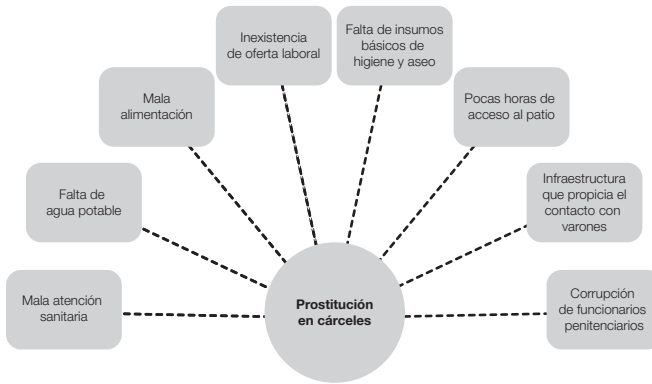 Inexistencia
de oferta laboral
Falta de insumos
básicos de
higiene y aseo
Mala
alimentación
Pocas horas de
acceso al patio
Falta de
agua potable
Infraestructura
que propicia el
contacto con
varones
Mala atención
sanitaria
Prostitución
en cárceles
Corrupción
de funcionarios
penitenciarios